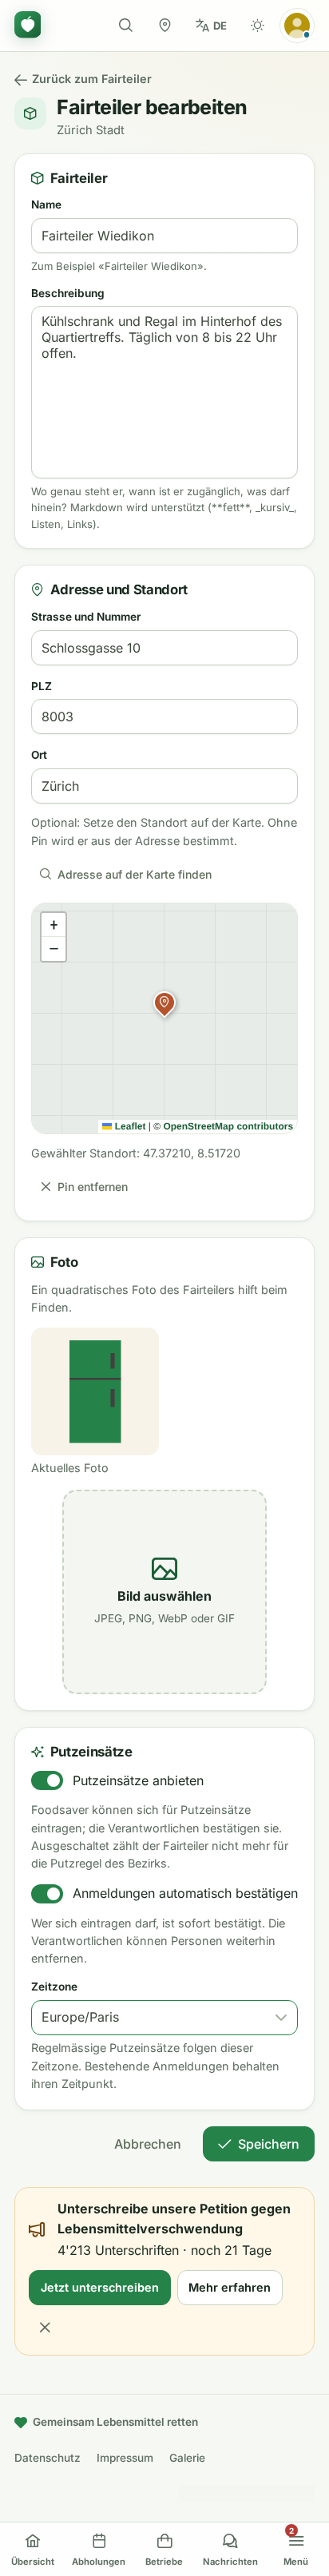 DE
Zurück zum Fairteiler
Fairteiler bearbeiten
Zürich Stadt
Fairteiler
Name
Fairteiler Wiedikon
Zum Beispiel «Fairteiler Wiedikon».
Beschreibung
Kühlschrank und Regal im Hinterhof des
Quartiertreffs. Täglich von 8 bis 22 Uhr
offen.
Wo genau steht er, wann ist er zugänglich, was darf
hinein? Markdown wird unterstützt (**fett**, _kursiv_,
Listen, Links).
Adresse und Standort
Strasse und Nummer
Schlossgasse 10
PLZ
8003
Ort
Zürich
Optional: Setze den Standort auf der Karte. Ohne
Pin wird er aus der Adresse bestimmt.
Adresse auf der Karte finden
+
−
Leaflet | © OpenStreetMap contributors
Gewählter Standort: 47.37210, 8.51720
Pin entfernen
Foto
Ein quadratisches Foto des Fairteilers hilft beim
Finden.
Aktuelles Foto
Bild auswählen
JPEG, PNG, WebP oder GIF
Putzeinsätze
Putzeinsätze anbieten
Foodsaver können sich für Putzeinsätze
eintragen; die Verantwortlichen bestätigen sie.
Ausgeschaltet zählt der Fairteiler nicht mehr für
die Putzregel des Bezirks.
Anmeldungen automatisch bestätigen
Wer sich eintragen darf, ist sofort bestätigt. Die
Verantwortlichen können Personen weiterhin
entfernen.
Zeitzone
Europe/Paris
Regelmässige Putzeinsätze folgen dieser
Zeitzone. Bestehende Anmeldungen behalten
ihren Zeitpunkt.
Abbrechen
Speichern
Unterschreibe unsere Petition gegen
Lebensmittelverschwendung
4'213 Unterschriften · noch 21 Tage
Jetzt unterschreiben
Mehr erfahren
Gemeinsam Lebensmittel retten
Datenschutz Impressum Galerie
2
Übersicht Abholungen Betriebe Nachrichten Menü